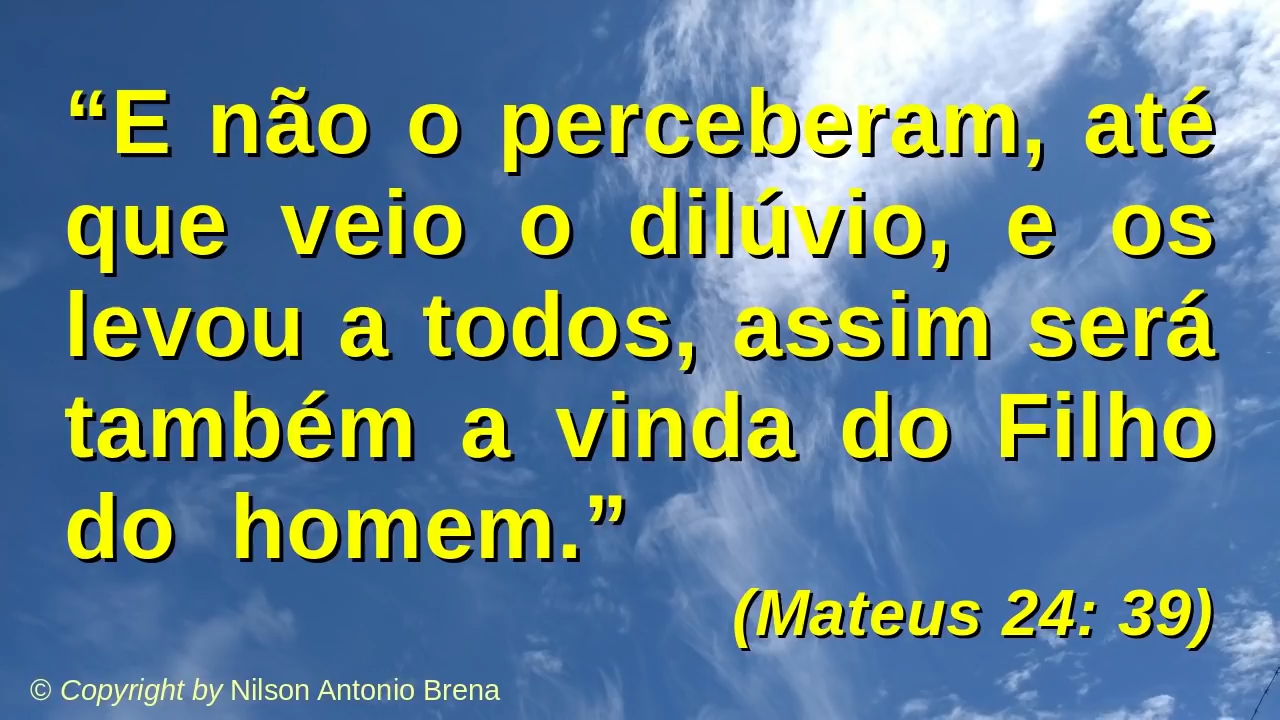 “E não o perceberam, até
que veio o dilúvio, e os
levou a todos, assim será
também a vinda do Filho
do homem.”
(Mateus 24: 39)
© Copyright by Nilson Antonio Brena